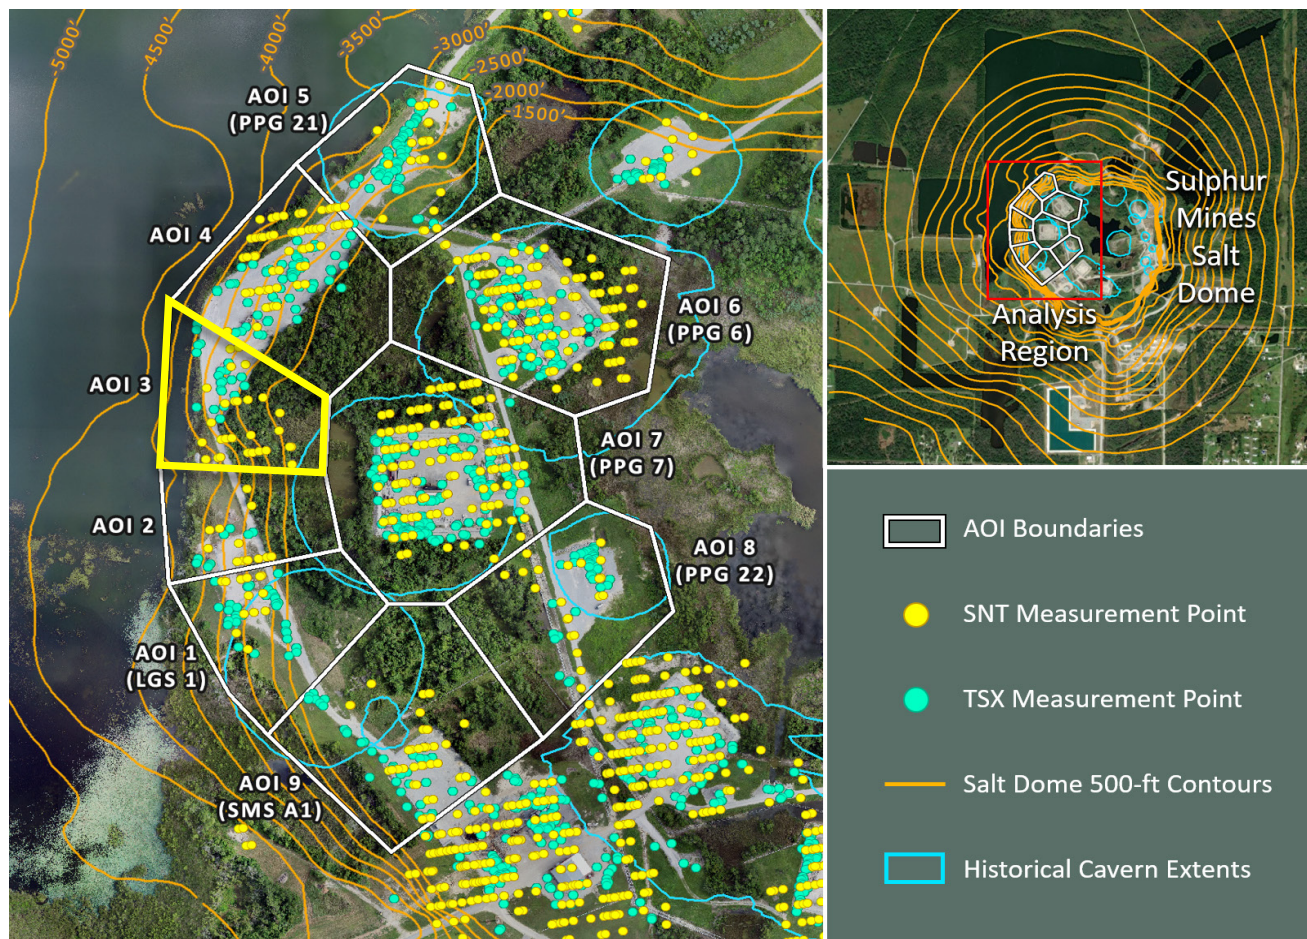 -5000’
-4500’
-4000’
-3500’
-3000’
-2500’
-2000’
-1500’
AOI 5
(PPG 21)
AOI 4
AOI 3
AOI 2
AOI 1
(LGS 1)
AOI 9
(SMS A1)
AOI 6
(PPG 6)
AOI 7
(PPG 7)
AOI 8
(PPG 22)
Sulphur
Mines
Salt
Dome
Analysis
Region
AOI Boundaries
SNT Measurement Point
TSX Measurement Point
Salt Dome 500-ft Contours
Historical Cavern Extents